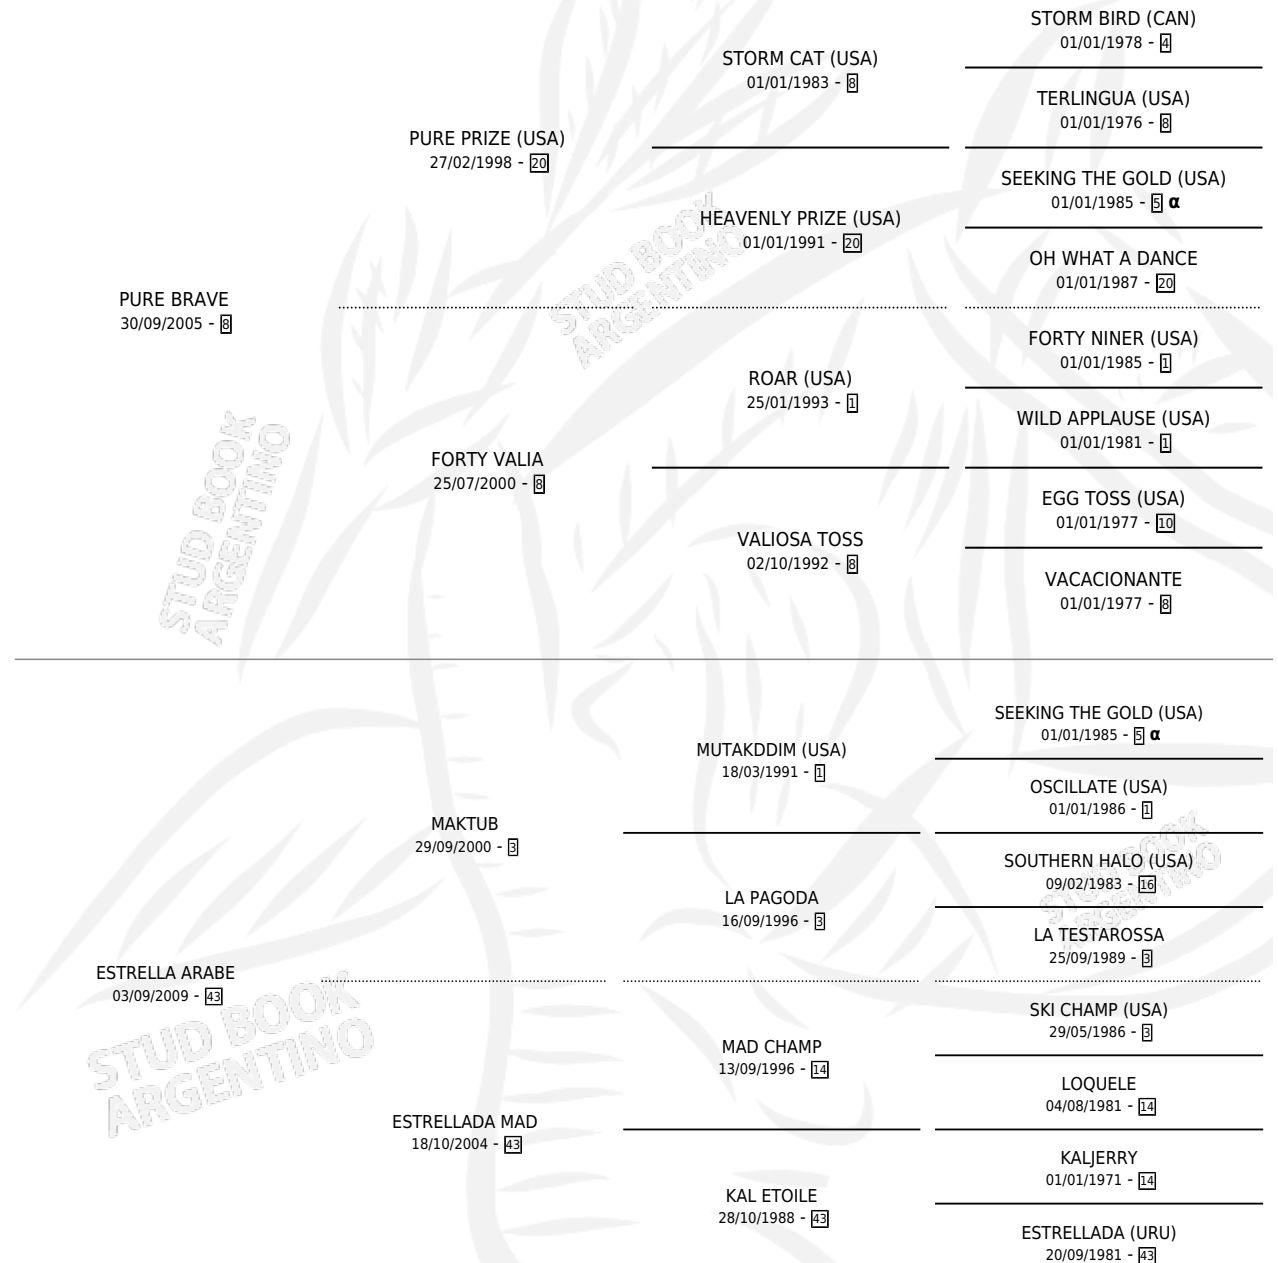 STORM BIRD (CAN)
01/01/1978 - 4
STORM CAT (USA)
01/01/1983 - 8
TERLINGUA (USA)
01/01/1976 - 8
PURE PRIZE (USA)
27/02/1998 - 20
SEEKING THE GOLD (USA)
01/01/1985 - 5 α
HEAVENLY PRIZE (USA)
01/01/1991 - 20
OH WHAT A DANCE
01/01/1987 - 20
PURE BRAVE
30/09/2005 - 8
FORTY NINER (USA)
01/01/1985 - 1
ROAR (USA)
25/01/1993 - 1
WILD APPLAUSE (USA)
01/01/1981 - 1
FORTY VALIA
25/07/2000 - 8
EGG TOSS (USA)
01/01/1977 - 10
VALIOSA TOSS
02/10/1992 - 8
VACACIONANTE
01/01/1977 - 8
SEEKING THE GOLD (USA)
01/01/1985 - 5 α
MUTAKDDIM (USA)
18/03/1991 - 1
OSCILLATE (USA)
01/01/1986 - 1
MAKTUB
29/09/2000 - 3
SOUTHERN HALO (USA)
09/02/1983 - 16
LA PAGODA
16/09/1996 - 3
LA TESTAROSSA
25/09/1989 - 3
ESTRELLA ARABE
03/09/2009 - 43
SKI CHAMP (USA)
29/05/1986 - 3
MAD CHAMP
13/09/1996 - 14
LOQUELE
04/08/1981 - 14
ESTRELLADA MAD
18/10/2004 - 43
KALJERRY
01/01/1971 - 14
KAL ETOILE
28/10/1988 - 43
ESTRELLADA (URU)
20/09/1981 - 43
STUD BOOK
ARGENTINO
STUD BOOK
ARGENTINO
STUD BOOK
ARGENTINO
STUD BOOK
ARGENTINO